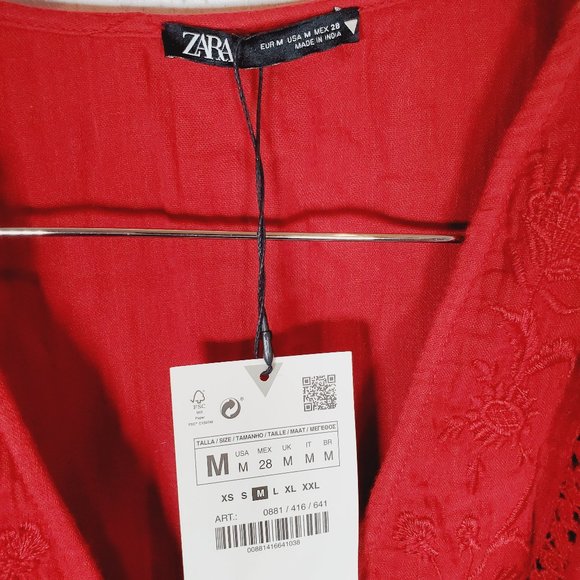 ZARA
EUR M USA M MEX 28
MADE IN INDIA
FSC
TALLA / SIZE / TAMANHO / TAILLE / MAAT / ΜΕΓΕΘΟΣ
M
USA MEX UK IT BR
M 28 M M M
XS S M L XL XXL
ART.: 0881 / 416 / 641
00881416641038